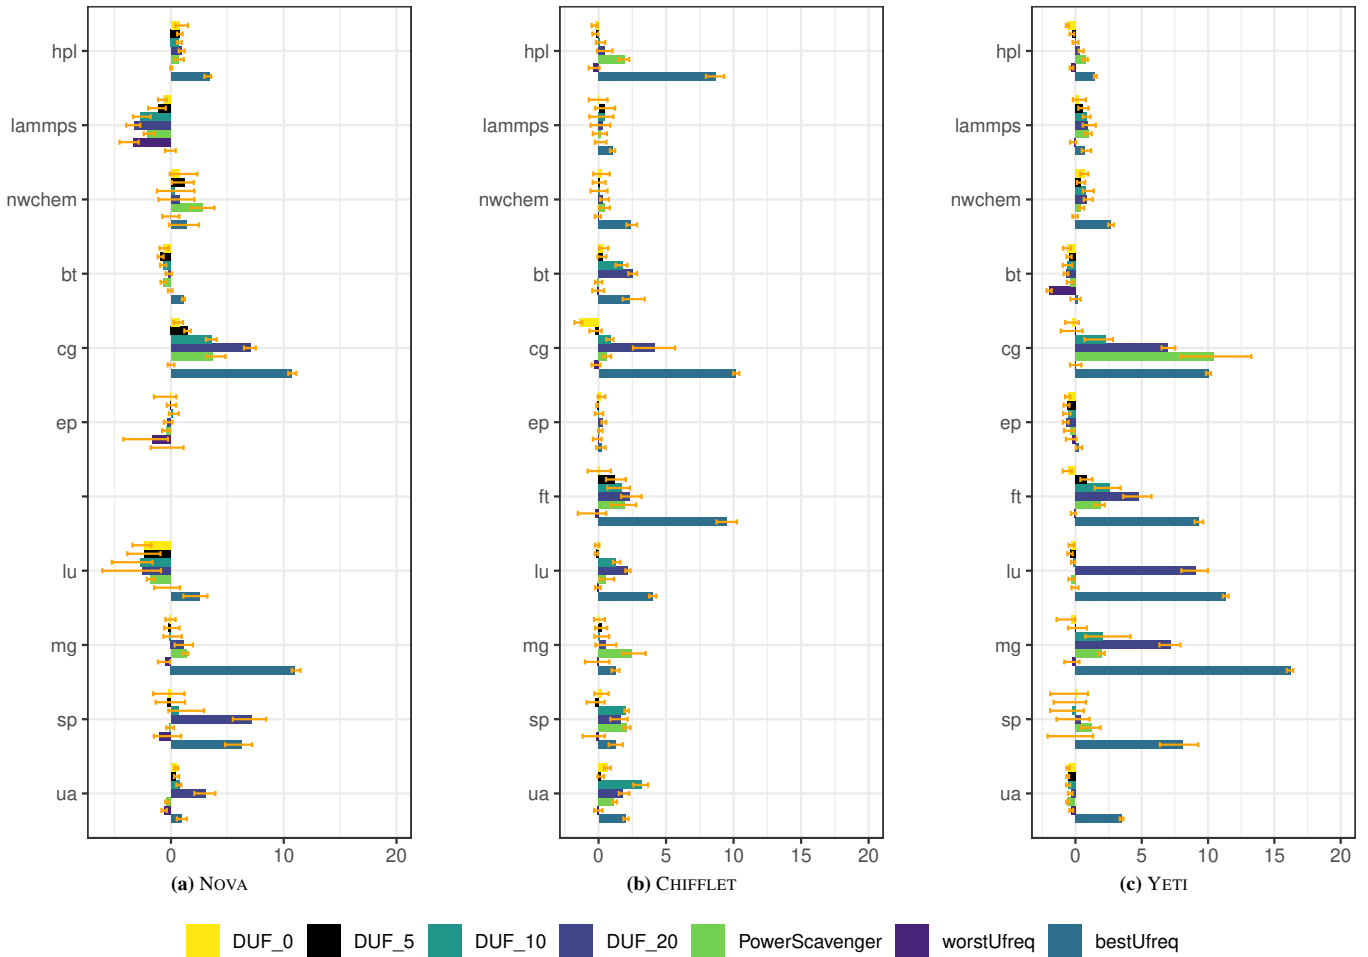 hpl
lammps
nwchem
bt
cg
ep
lu
mg
sp
ua
0 10 20
(a) NOVA
hpl
lammps
nwchem
bt
cg
ep
ft
lu
mg
sp
ua
0 5 10 15 20
(b) CHIFFLET
hpl
lammps
nwchem
bt
cg
ep
ft
lu
mg
sp
ua
0 5 10 15 20
(c) YETI
DUF_0 DUF_5 DUF_10 DUF_20 PowerScavenger worstUfreq bestUfreq